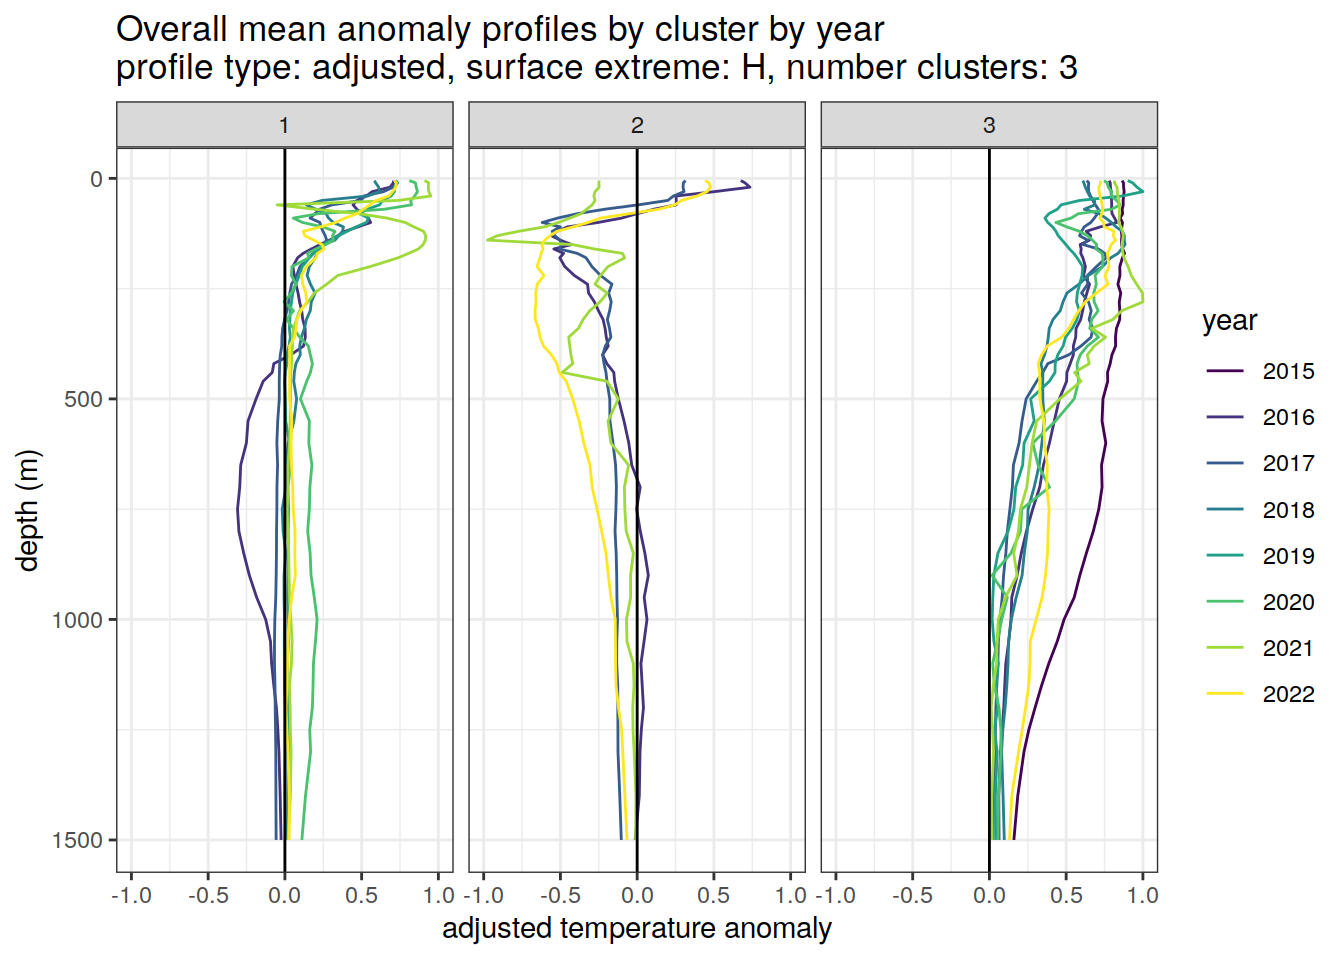 Overall mean anomaly profiles by cluster by year
profile type: adjusted, surface extreme: H, number clusters: 3
1
2
3
0
500
1000
1500
depth (m)
-1.0 -0.5 0.0 0.5 1.0
-1.0 -0.5 0.0 0.5 1.0
-1.0 -0.5 0.0 0.5 1.0
adjusted temperature anomaly
year
2015
2016
2017
2018
2019
2020
2021
2022